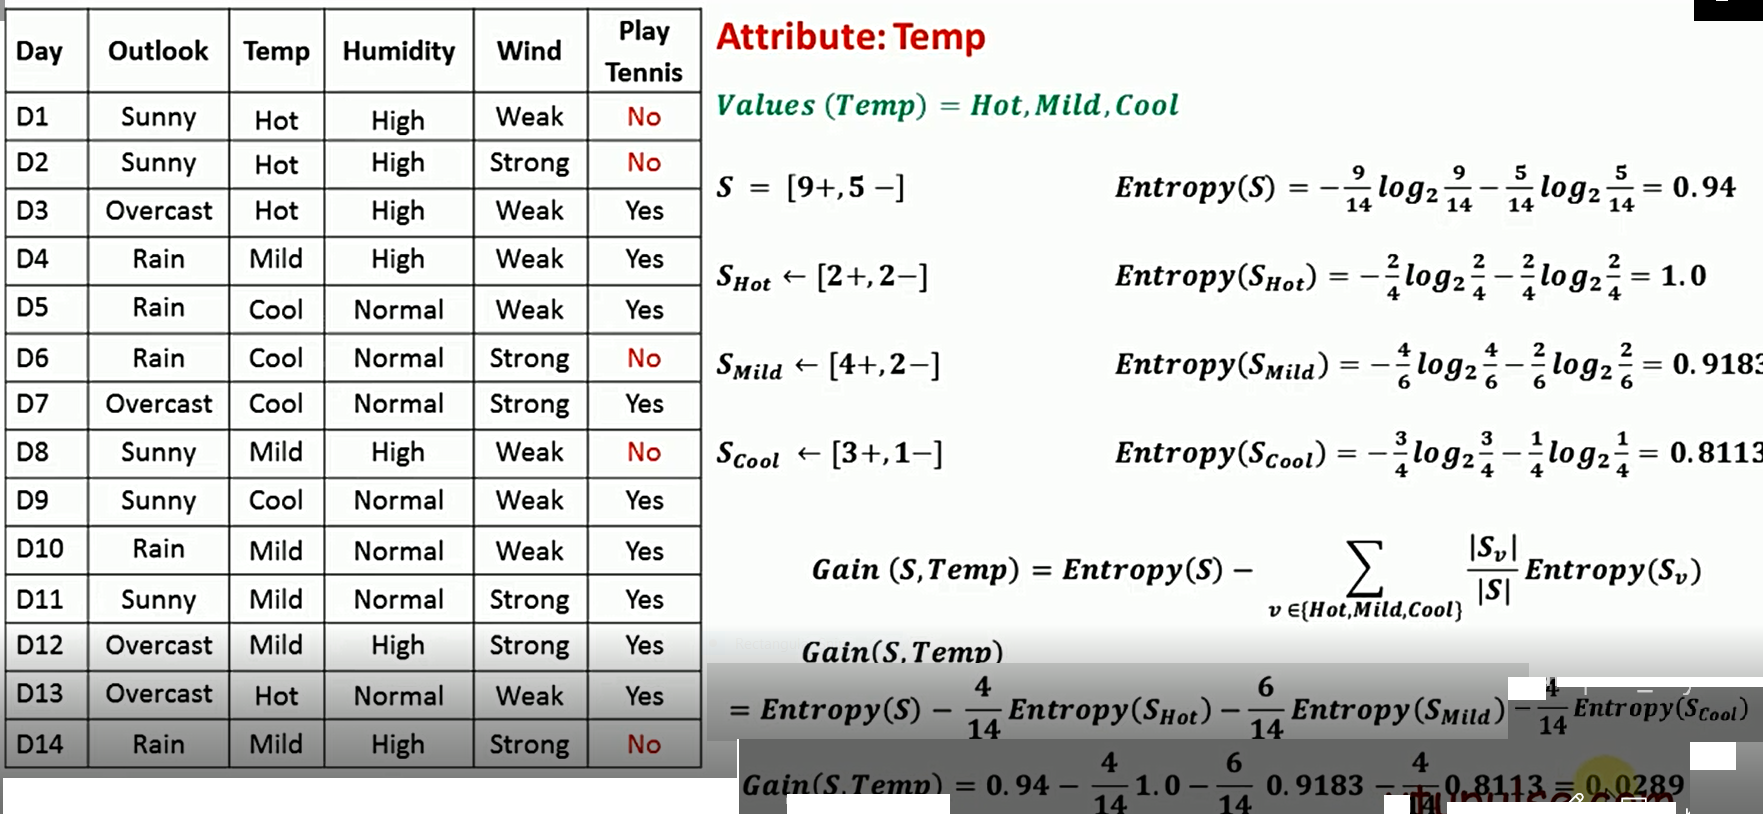 Day Outlook Temp Humidity Wind Play Tennis
D1 Sunny Hot High Weak No
D2 Sunny Hot High Strong No
D3 Overcast Hot High Weak Yes
D4 Rain Mild High Weak Yes
D5 Rain Cool Normal Weak Yes
D6 Rain Cool Normal Strong No
D7 Overcast Cool Normal Strong Yes
D8 Sunny Mild High Weak No
D9 Sunny Cool Normal Weak Yes
D10 Rain Mild Normal Weak Yes
D11 Sunny Mild Normal Strong Yes
D12 Overcast Mild High Strong Yes
D13 Overcast Hot Normal Weak Yes
D14 Rain Mild High Strong No
Attribute: Temp
Values (Temp) = Hot, Mild, Cool
S = [9+, 5 −] Entropy(S) = −9/14 log₂ 9/14 − 5/14 log₂ 5/14 = 0.94
S_Hot ← [2+, 2−] Entropy(S_Hot) = −2/4 log₂ 2/4 − 2/4 log₂ 2/4 = 1.0
S_Mild ← [4+, 2−] Entropy(S_Mild) = −4/6 log₂ 4/6 − 2/6 log₂ 2/6 = 0.9183
S_Cool ← [3+, 1−] Entropy(S_Cool) = −3/4 log₂ 3/4 − 1/4 log₂ 1/4 = 0.8113
Gain (S, Temp) = Entropy(S) − ∑ v ∈{Hot,Mild,Cool} |Sᵥ|/|S| Entropy(Sᵥ)
Gain(S, Temp)
= Entropy(S) − 4/14 Entropy(S_Hot) − 6/14 Entropy(S_Mild) − 4/14 Entropy(S_Cool)
Gain(S, Temp) = 0.94 − 4/14 1.0 − 6/14 0.9183 − 4/14 0.8113 = 0.0289